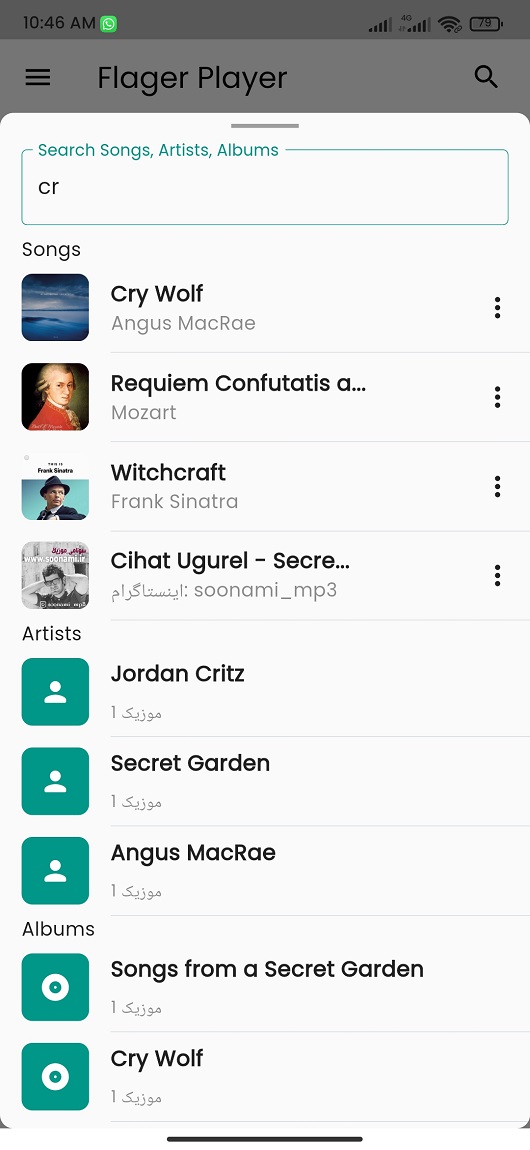 10:46 AM
4G
79
Flager Player
Search Songs, Artists, Albums
cr
Songs
Cry Wolf
Angus MacRae
Requiem Confutatis a...
Mozart
THIS IS
Frank Sinatra
Witchcraft
Frank Sinatra
سونامی موزیک
www.soonami.ir
soonami_mp3
Cihat Ugurel - Secre...
اینستاگرام: soonami_mp3
Artists
Jordan Critz
1 موزیک
Secret Garden
1 موزیک
Angus MacRae
1 موزیک
Albums
Songs from a Secret Garden
1 موزیک
Cry Wolf
1 موزیک